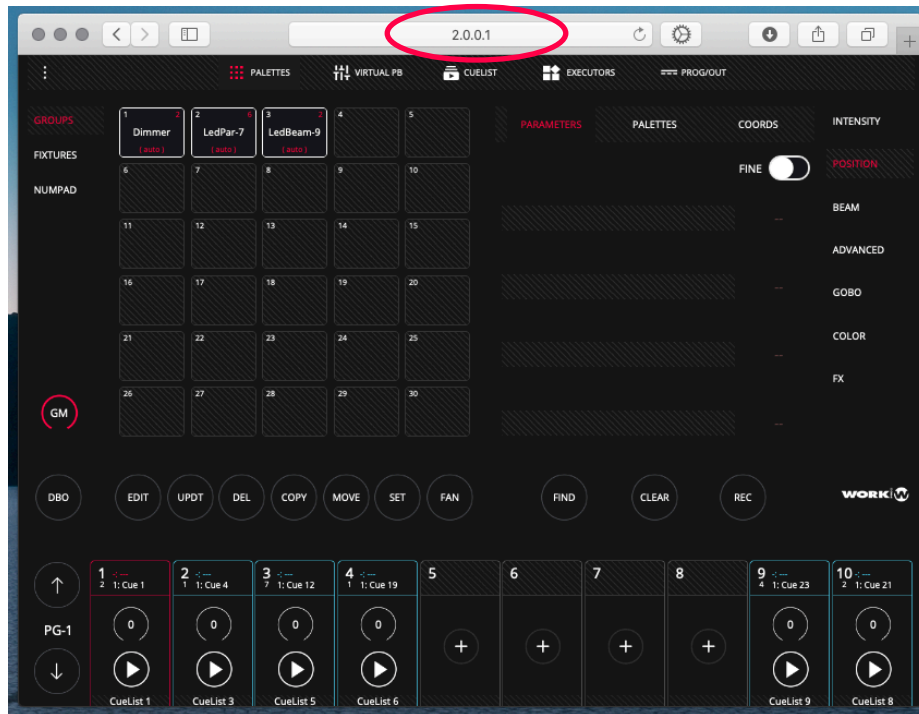 2.0.0.1
PALETTES VIRTUAL PB CUELIST EXECUTORS PROG/OUT
GROUPS
FIXTURES
NUMPAD
1 2 Dimmer (auto)
2 6 LedPar-7 (auto)
3 2 LedBeam-9 (auto)
4 5
6 7 8 9 10
11 12 13 14 15
16 17 18 19 20
21 22 23 24 25
26 27 28 29 30
PARAMETERS PALETTES COORDS
FINE
--
--
--
--
INTENSITY
POSITION
BEAM
ADVANCED
GOBO
COLOR
FX
GM
DBO EDIT UPDT DEL COPY MOVE SET FAN FIND CLEAR REC
WORK
PG-1
1 -:--
2 1: Cue 1
0
CueList 1
2 -:--
1 1: Cue 4
0
CueList 3
3 -:--
7 1: Cue 12
0
CueList 5
4 -:--
1 1: Cue 19
0
CueList 6
5 +
6 +
7 +
8 +
9 -:--
4 1: Cue 23
0
CueList 9
10 -:--
2 1: Cue 21
0
CueList 8